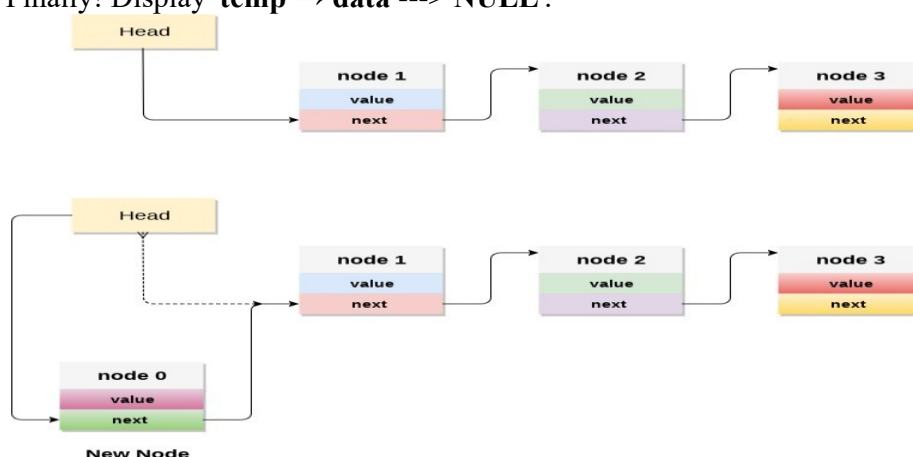 Finally! Display 'temp → data ---> NULL'.
Head
node 1
node 2
node 3
value
value
value
next
next
next
Head
node 1
node 2
node 3
value
value
value
next
next
next
node 0
value
next
New Node